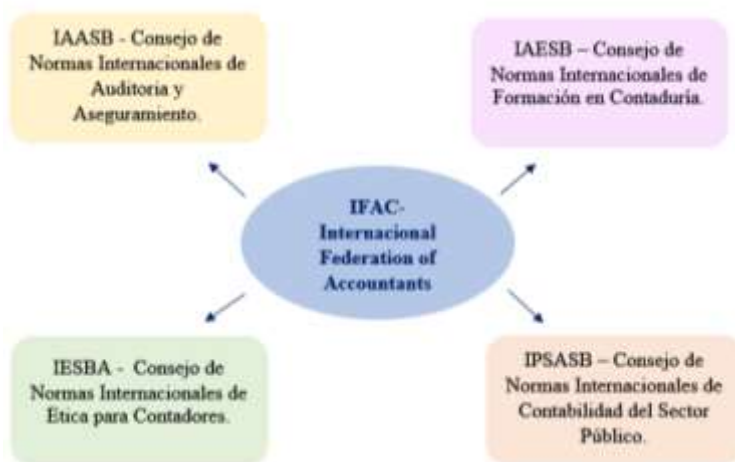 IAASB - Consejo de
Normas Internacionales de
Auditoria y
Aseguramiento.
IAESB – Consejo de
Normas Internacionales de
Formación en Contaduría.
IFAC-
Internacional
Federation of
Accountants
IESBA - Consejo de
Normas Internacionales de
Ética para Contadores.
IPSASB – Consejo de
Normas Internacionales de
Contabilidad del Sector
Público.